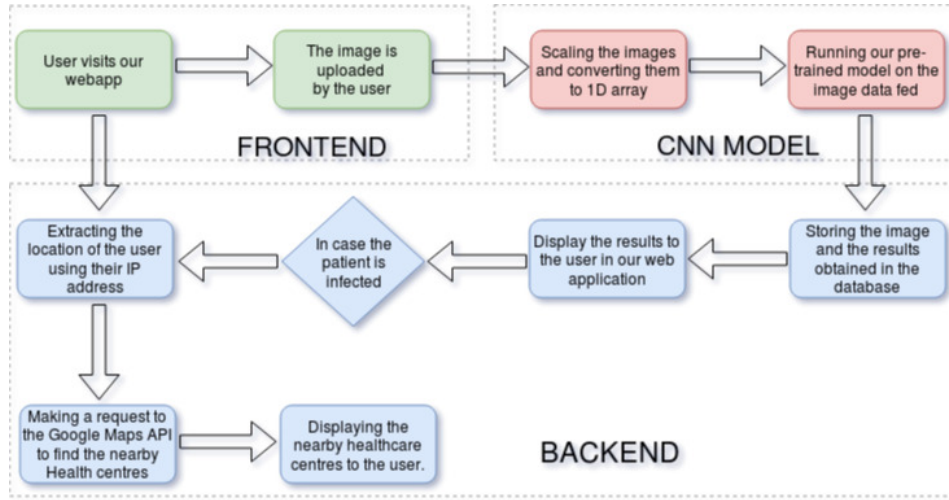 User visits our
webapp
The image is
uploaded
by the user
FRONTEND
Scaling the images
and converting them
to 1D array
Running our pre-
trained model on the
image data fed
CNN MODEL
Extracting the
location of the user
using their IP
address
In case the
patient is
infected
Display the results to
the user in our web
application
Storing the image
and the results
obtained in the
database
Making a request to
the Google Maps API
to find the nearby
Health centres
Displaying the
nearby healthcare
centres to the user.
BACKEND